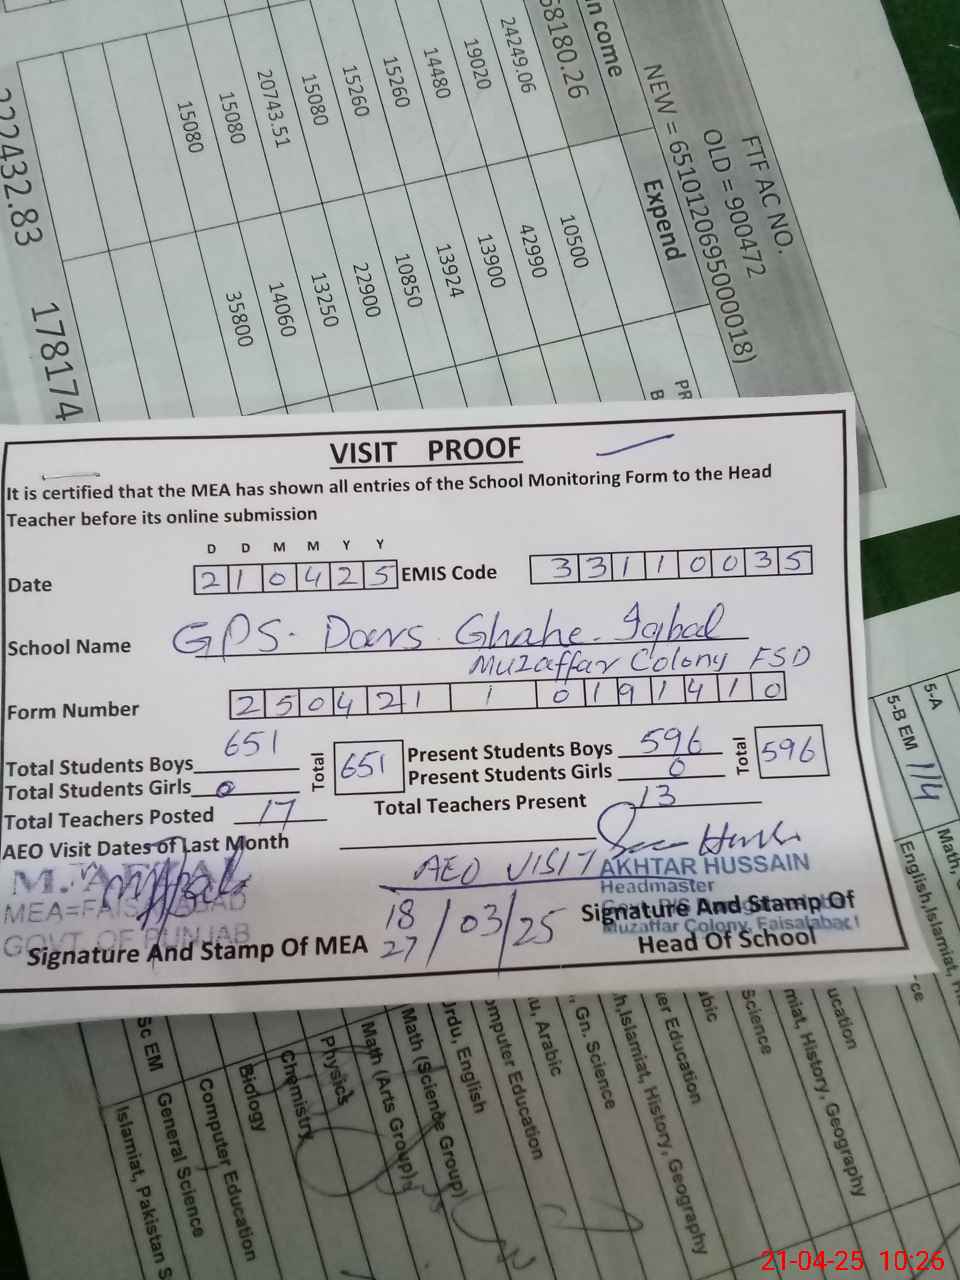 In come
58180.26
24249.06
19020
14480
15260
15260
15080
20743.51
15080
15080
222432.83
FTF AC NO.
OLD = 900472
NEW = 6510120695000018)
Expend
10500
42990
13900
13924
10850
22900
13250
14060
35800
178174
PR
B
VISIT PROOF
It is certified that the MEA has shown all entries of the School Monitoring Form to the Head
Teacher before its online submission
D D M M Y Y
Date 2 1 0 4 2 5 EMIS Code 3 3 1 1 0 0 3 5
School Name GPS. Dars Ghahe Iqbal
Muzaffar Colony FSD
Form Number 2 5 0 4 2 1 1 0 1 9 1 4 1 0
Total Students Boys 651 Total 651 Present Students Boys 596 Total 596
Total Students Girls 0 Present Students Girls 0
Total Teachers Posted 17 Total Teachers Present 13
AEO Visit Dates of Last Month
AEO VISIT
18
27 / 03/25
M. AFZAL
MEA=FAISALABAD
GOVT. OF PUNJAB
Signature And Stamp Of MEA
AKHTAR HUSSAIN
Headmaster
Muzaffar Colony, Faisalabad
Signature And Stamp Of
Head Of School
5-A
5-B EM 1/4
Math,
English,Islamiat,
ucation
miat, History, Geography
Science
Arabic
ter Education
h,Islamiat, History, Geography
, Gn. Science
u, Arabic
omputer Education
Urdu, English
Math (Science Group)
Math (Arts Group)
Physics
Chemistry
Biology
Computer Education
General Science
Islamiat, Pakistan S
Sc EM
21-04-25 10:26